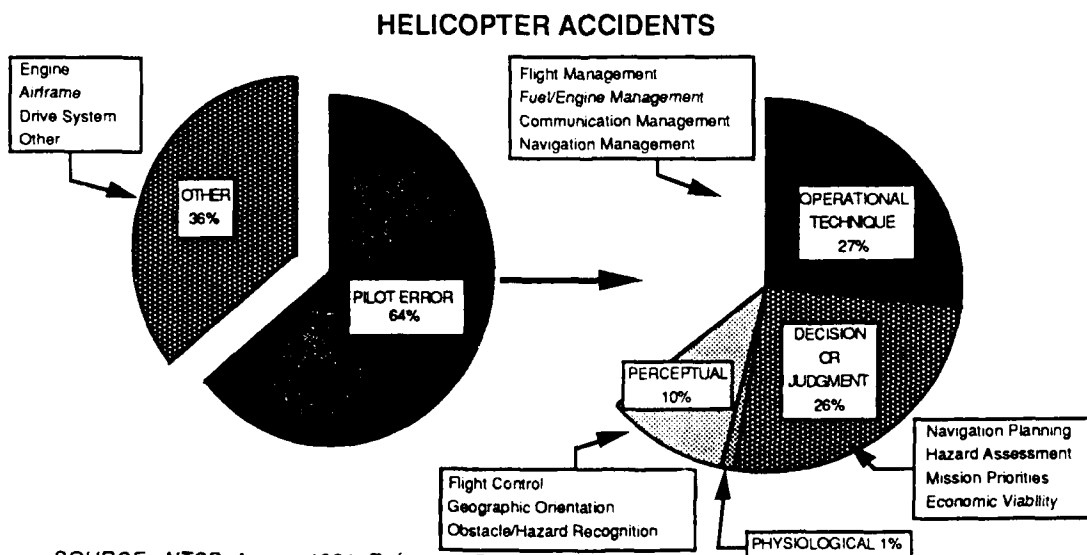 HELICOPTER ACCIDENTS
Engine
Airframe
Drive System
Other
OTHER
36%
PILOT ERROR
64%
Flight Management
Fuel/Engine Management
Communication Management
Navigation Management
OPERATIONAL
TECHNIQUE
27%
DECISION
OR
JUDGMENT
26%
PERCEPTUAL
10%
Navigation Planning
Hazard Assessment
Mission Priorities
Economic Viability
Flight Control
Geographic Orientation
Obstacle/Hazard Recognition
PHYSIOLOGICAL 1%
SOURCE